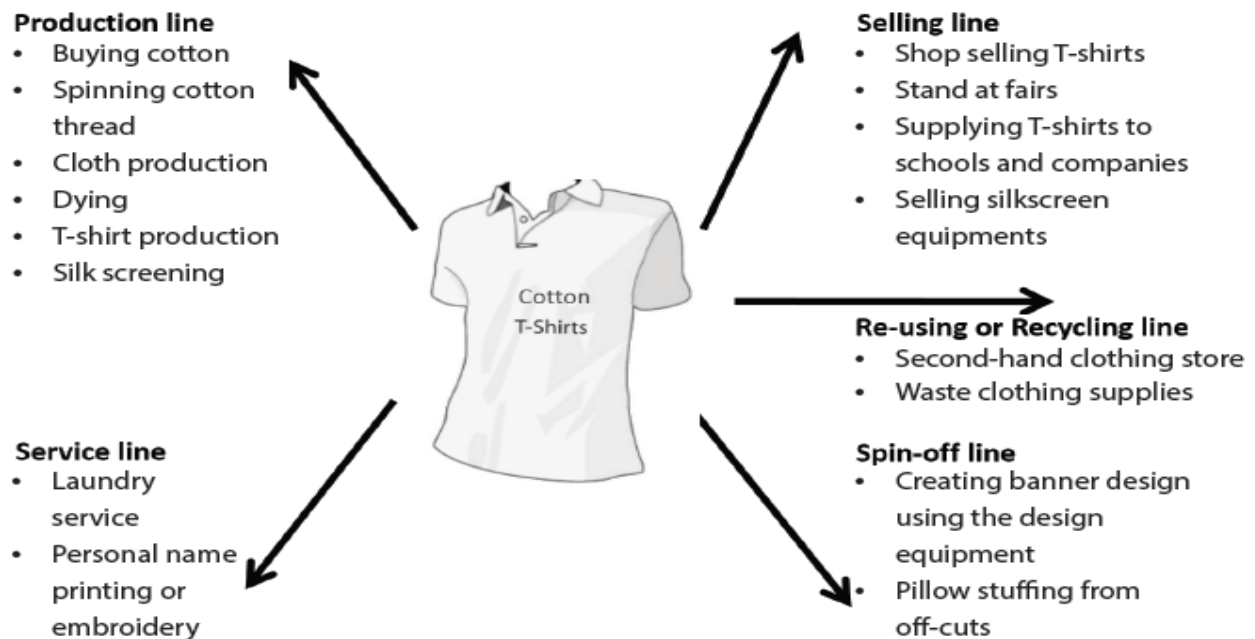 Production line
• Buying cotton
• Spinning cotton
thread
• Cloth production
• Dying
• T-shirt production
• Silk screening
Selling line
• Shop selling T-shirts
• Stand at fairs
• Supplying T-shirts to
schools and companies
• Selling silkscreen
equipments
Cotton
T-Shirts
Re-using or Recycling line
• Second-hand clothing store
• Waste clothing supplies
Service line
• Laundry
service
• Personal name
printing or
embroidery
Spin-off line
• Creating banner design
using the design
equipment
• Pillow stuffing from
off-cuts